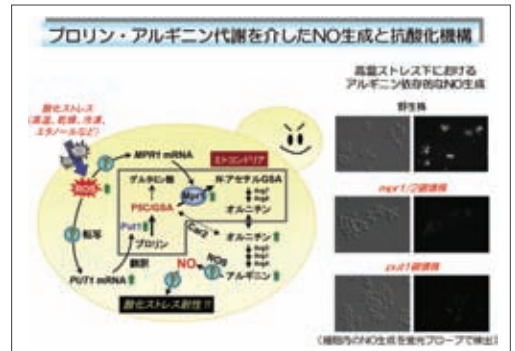 プロリン・アルギニン代謝を介したNO生成と抗酸化機構
酸化ストレス
(高温、乾燥、冷凍、
エタノールなど)
ROS
転写
MPR1 mRNA
PUT1 mRNA
翻訳
ミトコンドリア
グルタミン酸
P5C/GSA
Put1
プロリン
Mpr1
N-アセチルGSA
オルニチン
Car2
オルニチン
アルギニン
NOS
NO
酸化ストレス耐性 !!
高温ストレス下における
アルギニン依存的なNO生成
野生株
mpr1/2破壊株
put1破壊株
(細胞内のNO生成を蛍光プローブで検出)